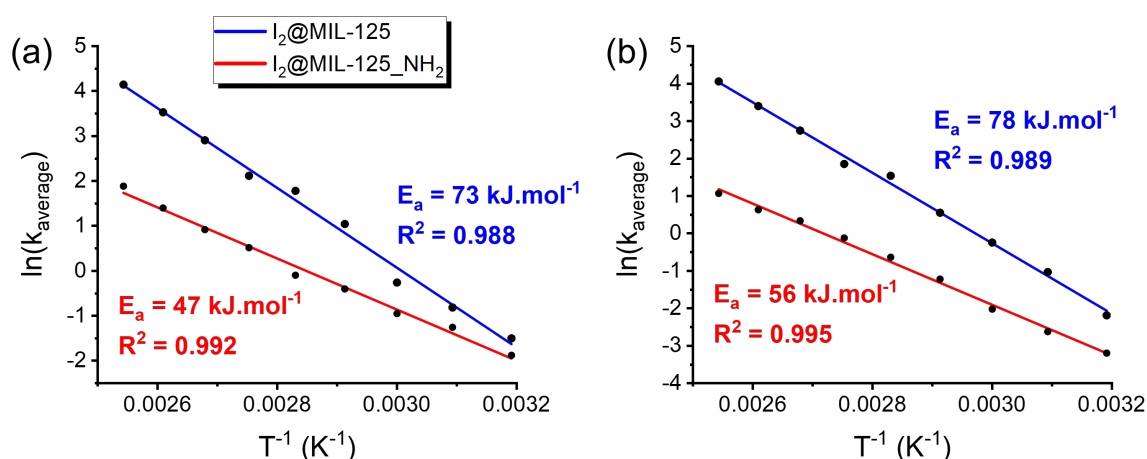 (a)
I₂@MIL-125
I₂@MIL-125_NH₂
ln(k_average)
5
4
3
2
1
0
-1
-2
Eₐ = 73 kJ.mol⁻¹
R² = 0.988
Eₐ = 47 kJ.mol⁻¹
R² = 0.992
0.0026 0.0028 0.0030 0.0032
T⁻¹ (K⁻¹)
(b)
ln(k_average)
5
4
3
2
1
0
-1
-2
-3
-4
Eₐ = 78 kJ.mol⁻¹
R² = 0.989
Eₐ = 56 kJ.mol⁻¹
R² = 0.995
0.0026 0.0028 0.0030 0.0032
T⁻¹ (K⁻¹)